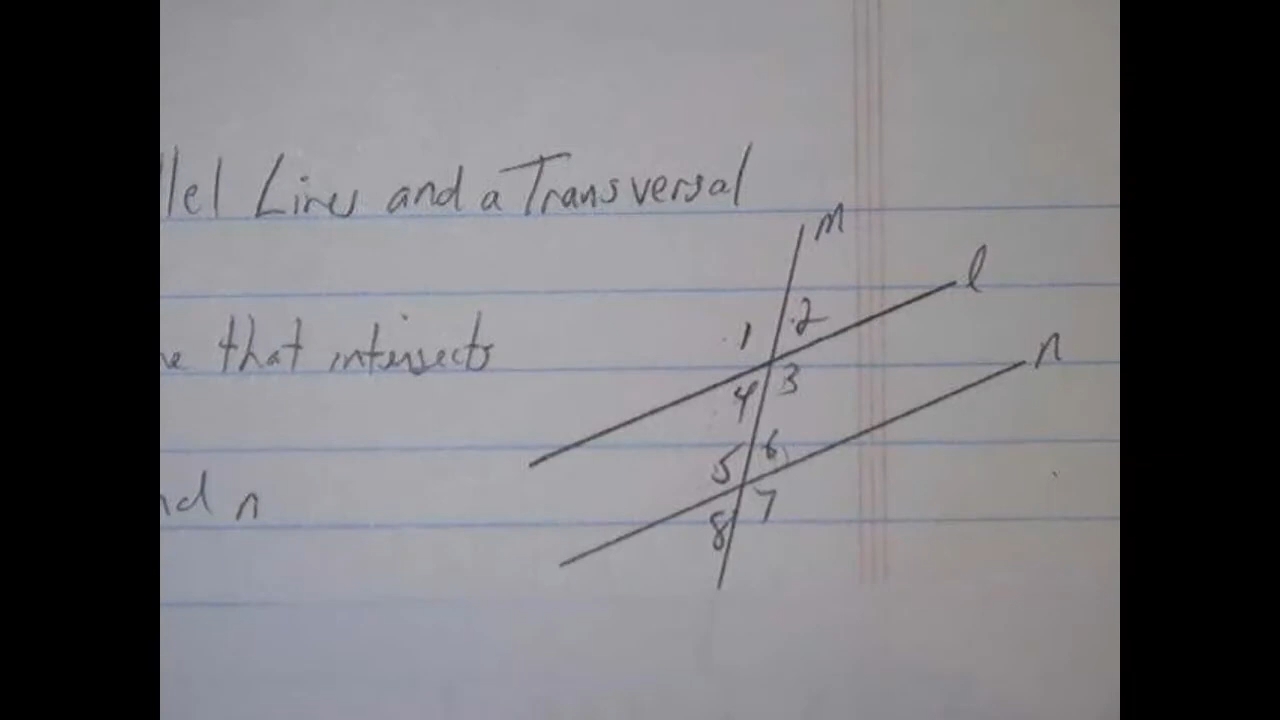 llel Lines and a Transversal
m
l
1 2
e that intersects
n
4 3
5 6
nd n
8 7